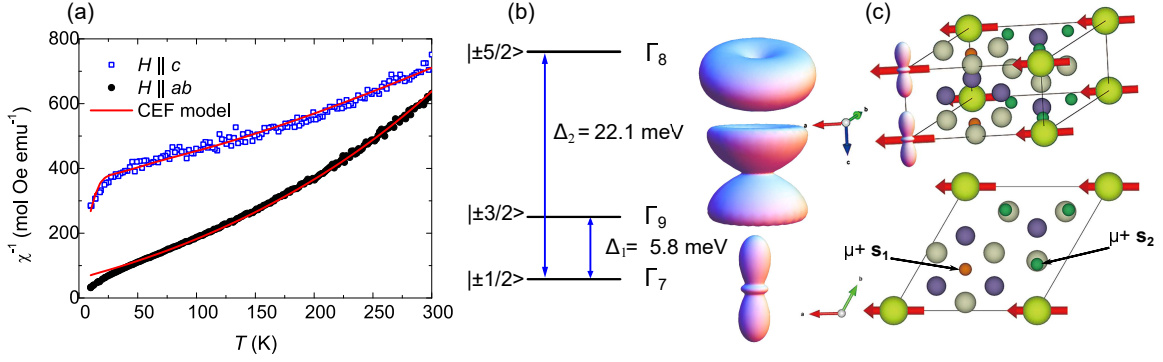 (a)
800
600
400
200
0
χ⁻¹ (mol Oe emu⁻¹)
H ∥ c
H ∥ ab
CEF model
0 50 100 150 200 250 300
T (K)
(b)
|±5/2> Γ₈
Δ₂ = 22.1 meV
|±3/2> Γ₉
Δ₁= 5.8 meV
|±1/2> Γ₇
a b
c
a b
(c)
μ+ s₁
μ+ s₂